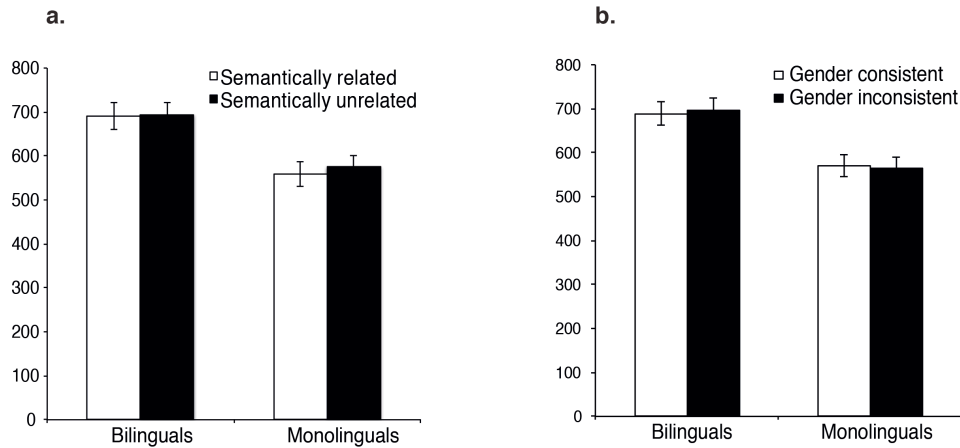 a.
800
700
600
500
400
300
200
100
0
Semantically related
Semantically unrelated
Bilinguals
Monolinguals
b.
800
700
600
500
400
300
200
100
0
Gender consistent
Gender inconsistent
Bilinguals
Monolinguals